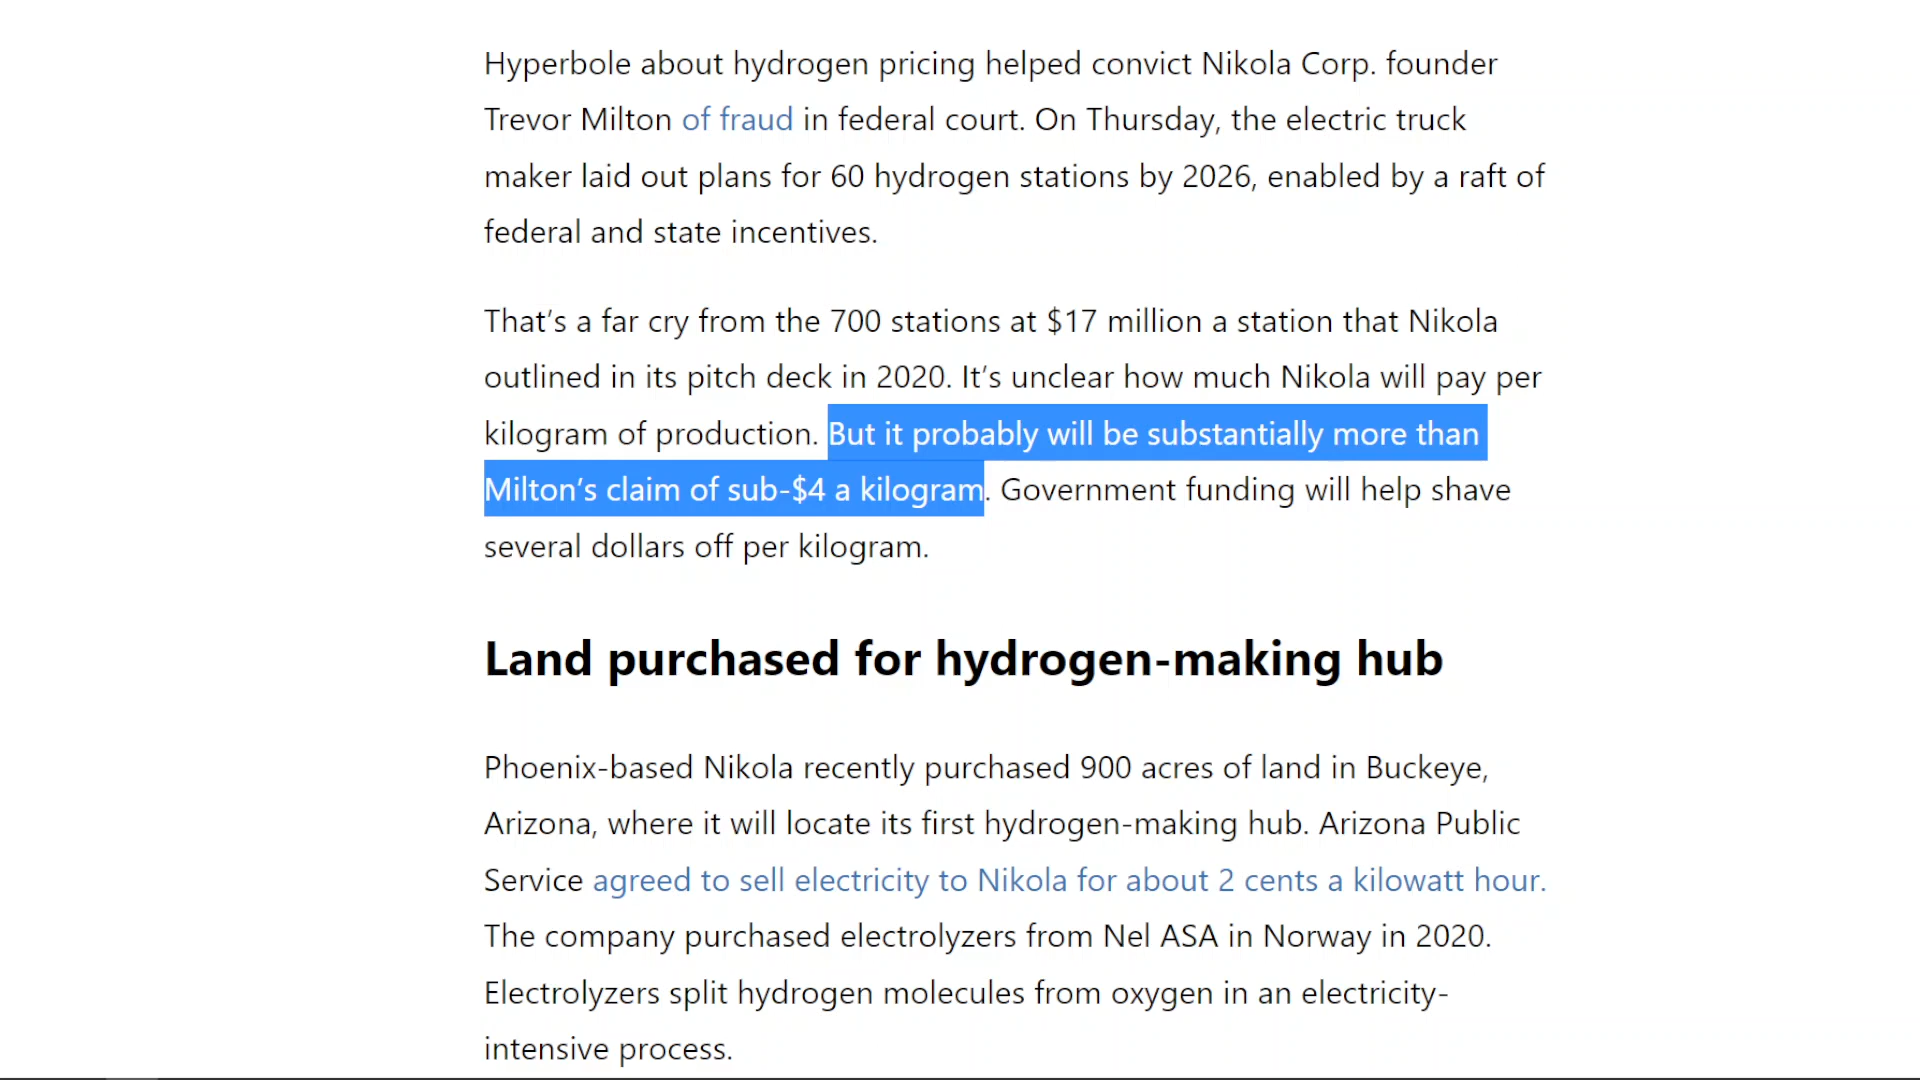 Hyperbole about hydrogen pricing helped convict Nikola Corp. founder
Trevor Milton of fraud in federal court. On Thursday, the electric truck
maker laid out plans for 60 hydrogen stations by 2026, enabled by a raft of
federal and state incentives.
That’s a far cry from the 700 stations at $17 million a station that Nikola
outlined in its pitch deck in 2020. It’s unclear how much Nikola will pay per
kilogram of production. But it probably will be substantially more than
Milton’s claim of sub-$4 a kilogram. Government funding will help shave
several dollars off per kilogram.
Land purchased for hydrogen-making hub
Phoenix-based Nikola recently purchased 900 acres of land in Buckeye,
Arizona, where it will locate its first hydrogen-making hub. Arizona Public
Service agreed to sell electricity to Nikola for about 2 cents a kilowatt hour.
The company purchased electrolyzers from Nel ASA in Norway in 2020.
Electrolyzers split hydrogen molecules from oxygen in an electricity-
intensive process.